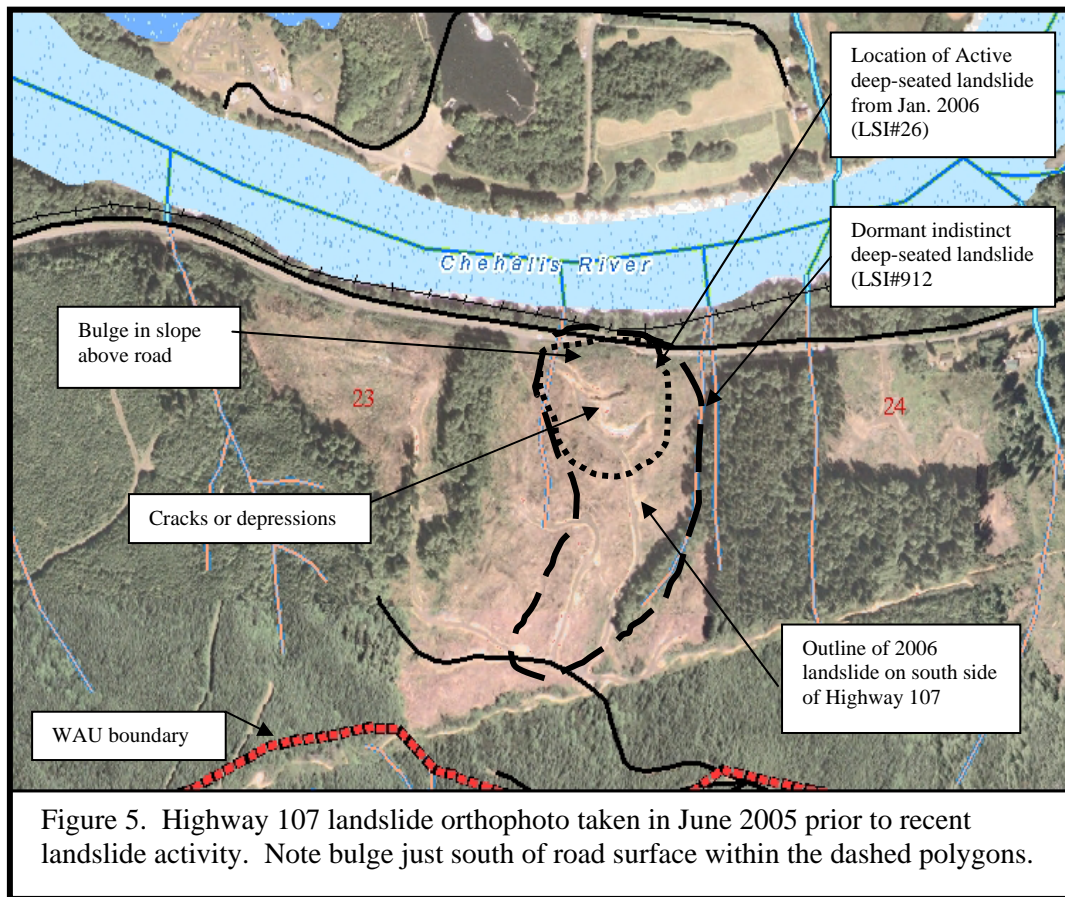 Location of Active
deep-seated landslide
from Jan. 2006
(LSI#26)
Dormant indistinct
deep-seated landslide
(LSI#912
Chehalis River
Bulge in slope
above road
23
24
Cracks or depressions
Outline of 2006
landslide on south side
of Highway 107
WAU boundary
Figure 5.  Highway 107 landslide orthophoto taken in June 2005 prior to recent
landslide activity.  Note bulge just south of road surface within the dashed polygons.